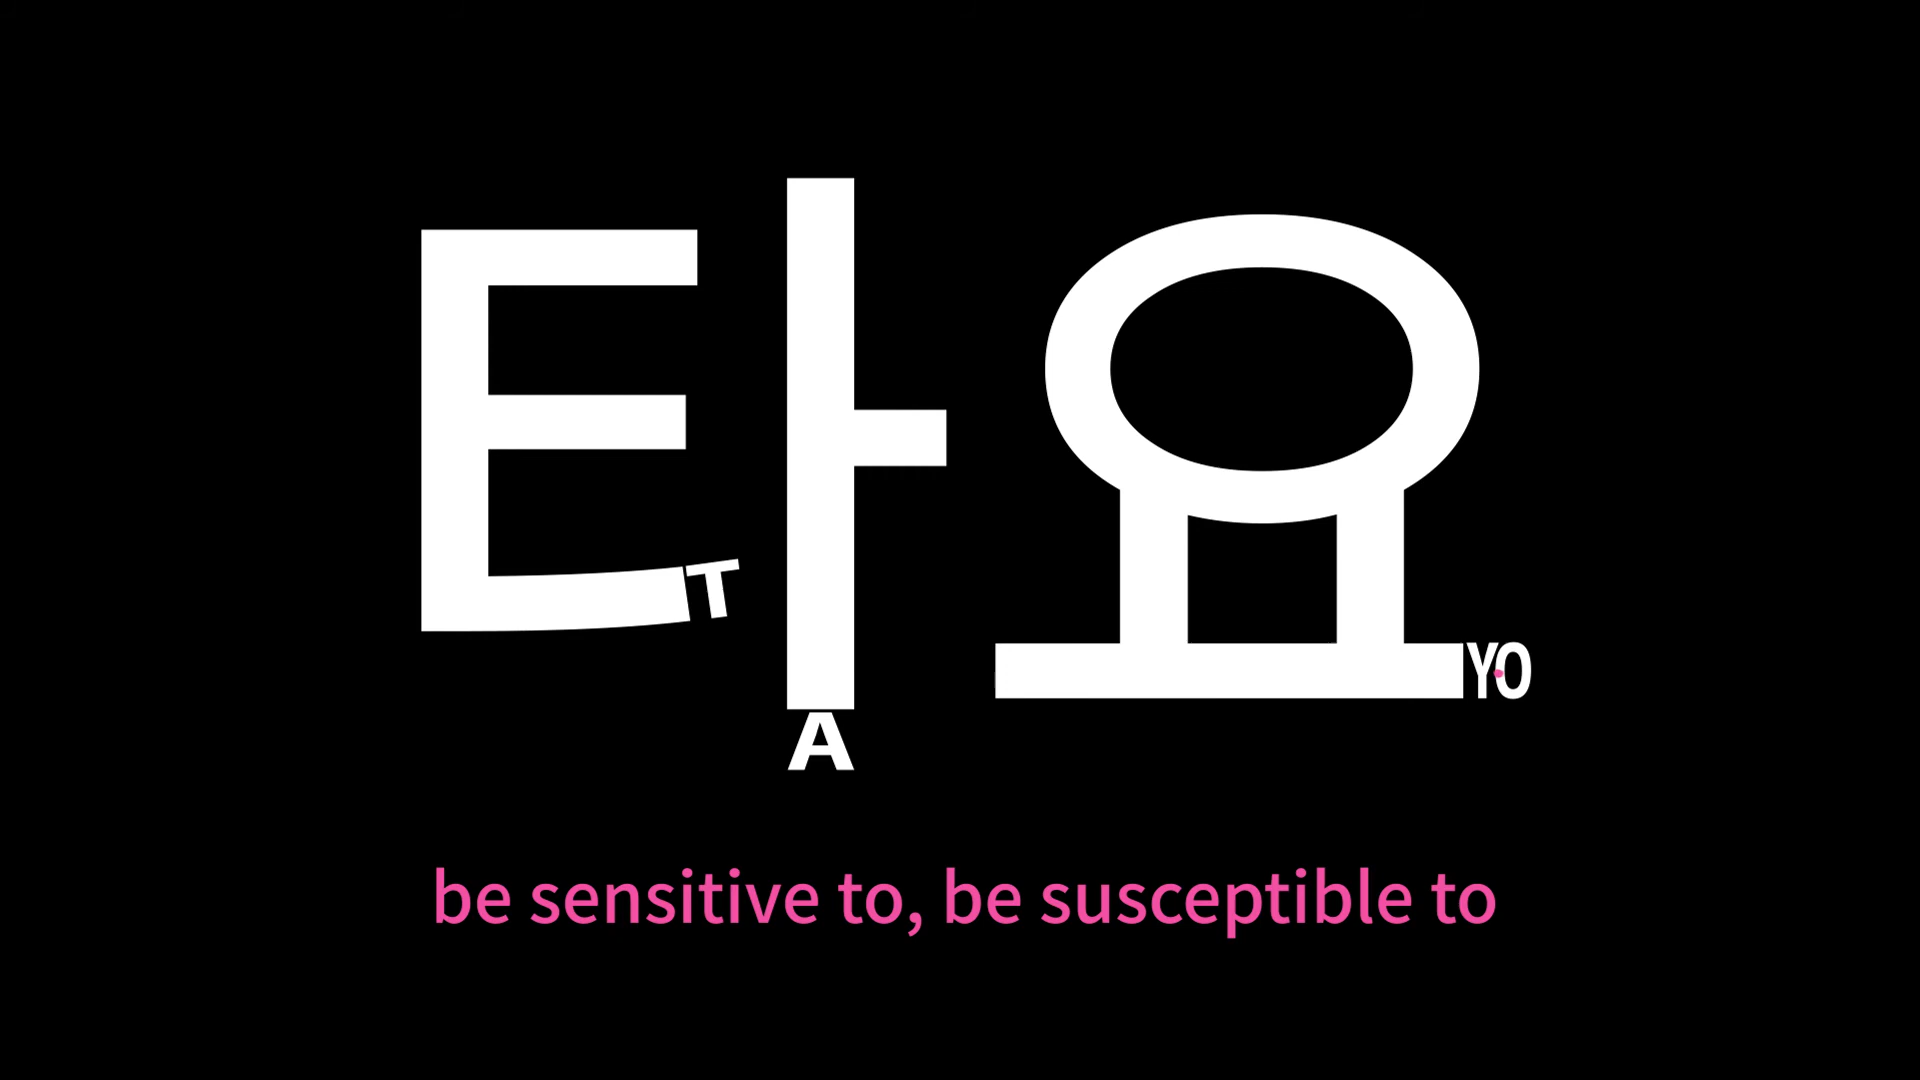 타요
T
A
YO
be sensitive to, be susceptible to